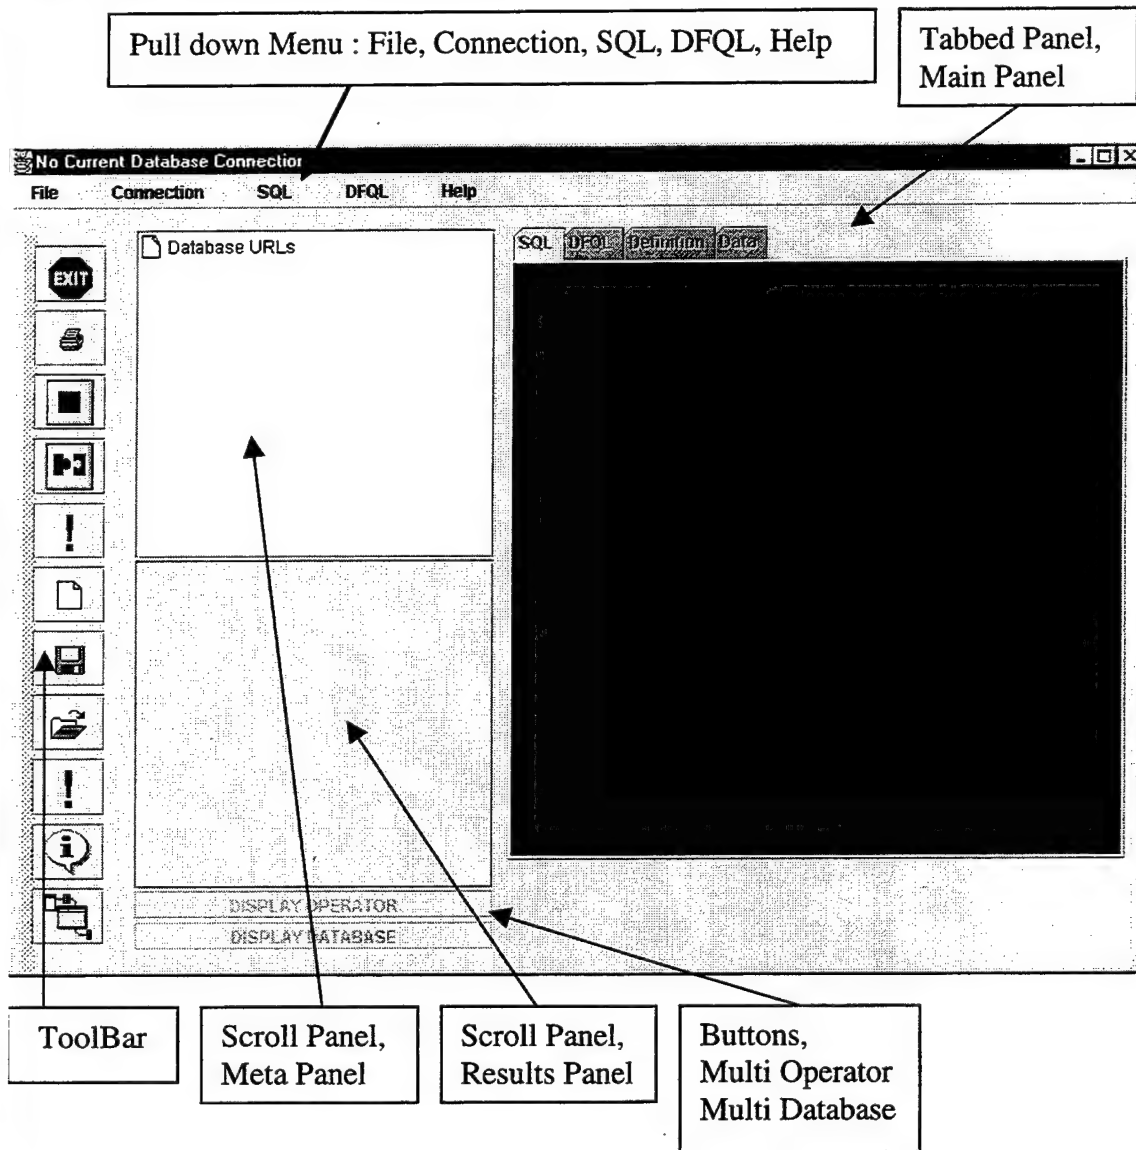 Pull down Menu : File, Connection, SQL, DFQL, Help
Tabbed Panel,
Main Panel
No Current Database Connection
File Connection SQL DFQL Help
Database URLs
SQL DFQL Definition Data
EXIT
DISPLAY OPERATOR
DISPLAY DATABASE
ToolBar
Scroll Panel,
Meta Panel
Scroll Panel,
Results Panel
Buttons,
Multi Operator
Multi Database